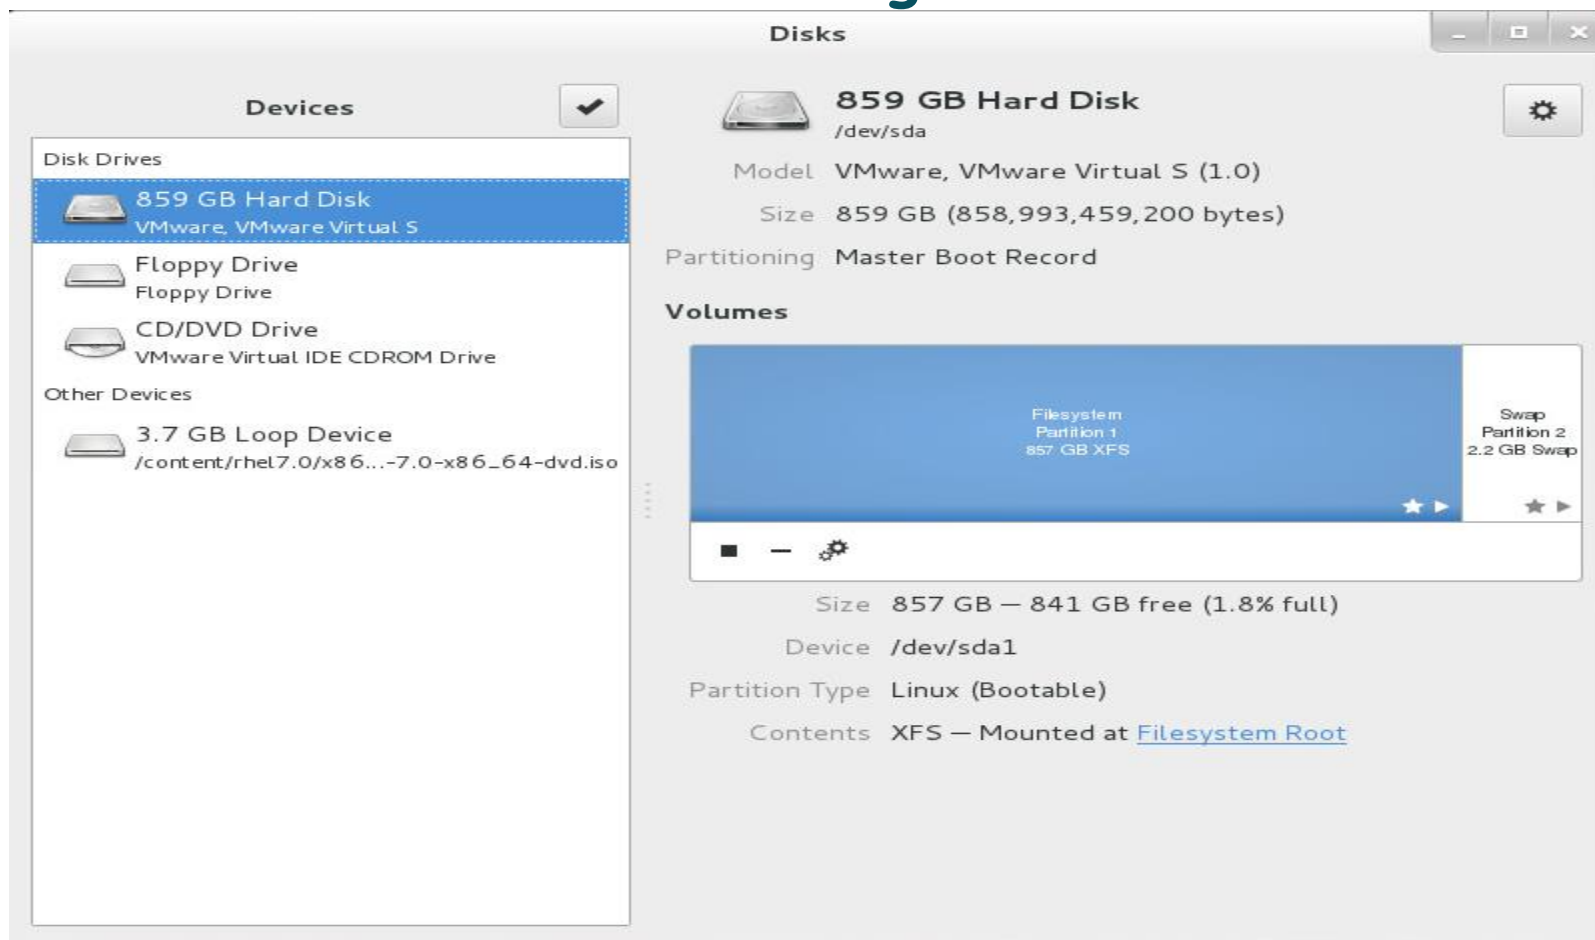 Disks
Devices
Disk Drives
859 GB Hard Disk
VMware, VMware Virtual S
Floppy Drive
Floppy Drive
CD/DVD Drive
VMware Virtual IDE CDROM Drive
Other Devices
3.7 GB Loop Device
/content/rhel7.0/x86...-7.0-x86_64-dvd.iso
859 GB Hard Disk
/dev/sda
Model VMware, VMware Virtual S (1.0)
Size 859 GB (858,993,459,200 bytes)
Partitioning Master Boot Record
Volumes
Filesystem
Partition 1
857 GB XFS
Swap
Partition 2
2.2 GB Swap
Size 857 GB — 841 GB free (1.8% full)
Device /dev/sda1
Partition Type Linux (Bootable)
Contents XFS — Mounted at Filesystem Root